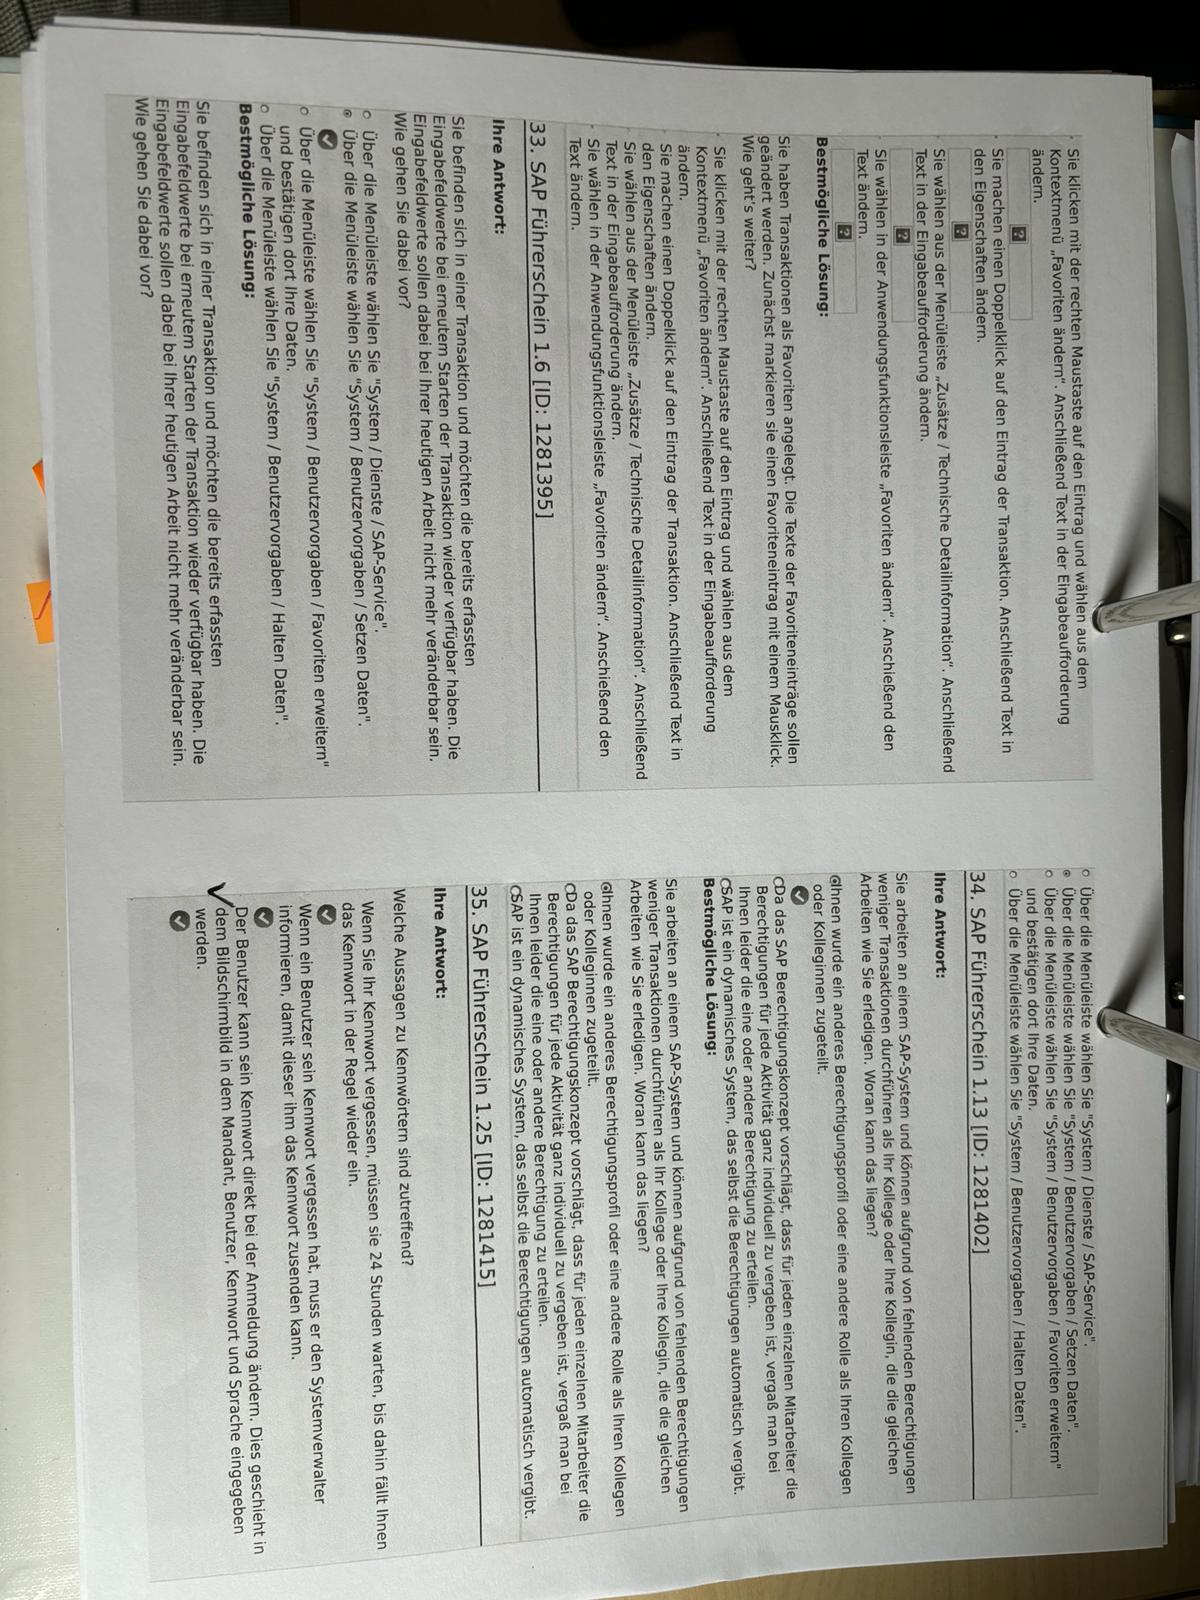 Sie klicken mit der rechten Maustaste auf den Eintrag und wählen aus dem
Kontextmenü „Favoriten ändern“. Anschließend Text in der Eingabeaufforderung
ändern.
?
Sie machen einen Doppelklick auf den Eintrag der Transaktion. Anschließend Text in
den Eigenschaften ändern.
?
Sie wählen aus der Menüleiste „Zusätze / Technische Detailinformation“. Anschließend
Text in der Eingabeaufforderung ändern.
?
Sie wählen in der Anwendungsfunktionsleiste „Favoriten ändern“. Anschießend den
Text ändern.
?
Bestmögliche Lösung:
Sie haben Transaktionen als Favoriten angelegt. Die Texte der Favoriteneinträge sollen
geändert werden. Zunächst markieren sie einen Favoriteneintrag mit einem Mausklick.
Wie geht’s weiter?
Sie klicken mit der rechten Maustaste auf den Eintrag und wählen aus dem
Kontextmenü „Favoriten ändern“. Anschließend Text in der Eingabeaufforderung
ändern.
Sie machen einen Doppelklick auf den Eintrag der Transaktion. Anschließend Text in
den Eigenschaften ändern.
Sie wählen aus der Menüleiste „Zusätze / Technische Detailinformation“. Anschließend
Text in der Eingabeaufforderung ändern.
Sie wählen in der Anwendungsfunktionsleiste „Favoriten ändern“. Anschießend den
Text ändern.
33. SAP Führerschein 1.6 [ID: 1281395]
Ihre Antwort:
Sie befinden sich in einer Transaktion und möchten die bereits erfassten
Eingabefeldwerte bei erneutem Starten der Transaktion wieder verfügbar haben. Die
Eingabefeldwerte sollen dabei bei Ihrer heutigen Arbeit nicht mehr veränderbar sein.
Wie gehen Sie dabei vor?
Über die Menüleiste wählen Sie "System / Dienste / SAP-Service".
Über die Menüleiste wählen Sie "System / Benutzervorgaben / Setzen Daten".
Über die Menüleiste wählen Sie "System / Benutzervorgaben / Favoriten erweitern"
und bestätigen dort Ihre Daten.
Über die Menüleiste wählen Sie "System / Benutzervorgaben / Halten Daten".
Bestmögliche Lösung:
Sie befinden sich in einer Transaktion und möchten die bereits erfassten
Eingabefeldwerte bei erneutem Starten der Transaktion wieder verfügbar haben. Die
Eingabefeldwerte sollen dabei bei Ihrer heutigen Arbeit nicht mehr veränderbar sein.
Wie gehen Sie dabei vor?
Über die Menüleiste wählen Sie "System / Dienste / SAP-Service".
Über die Menüleiste wählen Sie "System / Benutzervorgaben / Setzen Daten".
Über die Menüleiste wählen Sie "System / Benutzervorgaben / Favoriten erweitern"
und bestätigen dort Ihre Daten.
Über die Menüleiste wählen Sie "System / Benutzervorgaben / Halten Daten".
34. SAP Führerschein 1.13 [ID: 1281402]
Ihre Antwort:
Sie arbeiten an einem SAP-System und können aufgrund von fehlenden Berechtigungen
weniger Transaktionen durchführen als Ihr Kollege oder Ihre Kollegin, die die gleichen
Arbeiten wie Sie erledigen. Woran kann das liegen?
Ihnen wurde ein anderes Berechtigungsprofil oder eine andere Rolle als Ihren Kollegen
oder Kolleginnen zugeteilt.
Da das SAP Berechtigungskonzept vorschlägt, dass für jeden einzelnen Mitarbeiter die
Berechtigungen für jede Aktivität ganz individuell zu vergeben ist, vergaß man bei
Ihnen leider die eine oder andere Berechtigung zu erteilen.
SAP ist ein dynamisches System, das selbst die Berechtigungen automatisch vergibt.
Bestmögliche Lösung:
Sie arbeiten an einem SAP-System und können aufgrund von fehlenden Berechtigungen
weniger Transaktionen durchführen als Ihr Kollege oder Ihre Kollegin, die die gleichen
Arbeiten wie Sie erledigen. Woran kann das liegen?
Ihnen wurde ein anderes Berechtigungsprofil oder eine andere Rolle als Ihren Kollegen
oder Kolleginnen zugeteilt.
Da das SAP Berechtigungskonzept vorschlägt, dass für jeden einzelnen Mitarbeiter die
Berechtigungen für jede Aktivität ganz individuell zu vergeben ist, vergaß man bei
Ihnen leider die eine oder andere Berechtigung zu erteilen.
SAP ist ein dynamisches System, das selbst die Berechtigungen automatisch vergibt.
35. SAP Führerschein 1.25 [ID: 1281415]
Ihre Antwort:
Welche Aussagen zu Kennwörtern sind zutreffend?
Wenn Sie Ihr Kennwort vergessen, müssen sie 24 Stunden warten, bis dahin fällt Ihnen
das Kennwort in der Regel wieder ein.
Wenn ein Benutzer sein Kennwort vergessen hat, muss er den Systemverwalter
informieren, damit dieser ihm das Kennwort zusenden kann.
Der Benutzer kann sein Kennwort direkt bei der Anmeldung ändern. Dies geschieht in
dem Bildschirmbild in dem Mandant, Benutzer, Kennwort und Sprache eingegeben
werden.